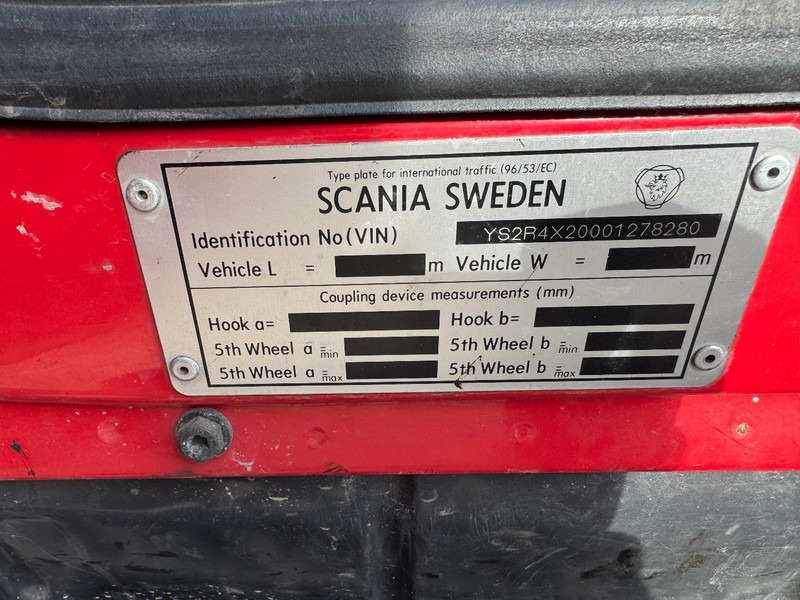 Type plate for international traffic (96/53/EC)
SCANIA SWEDEN
Identification No (VIN) YS2R4X20001278280
Vehicle L = m Vehicle W = m
Coupling device measurements (mm)
Hook a= Hook b=
5th Wheel a =min 5th Wheel b =min
5th Wheel a =max 5th Wheel b =max